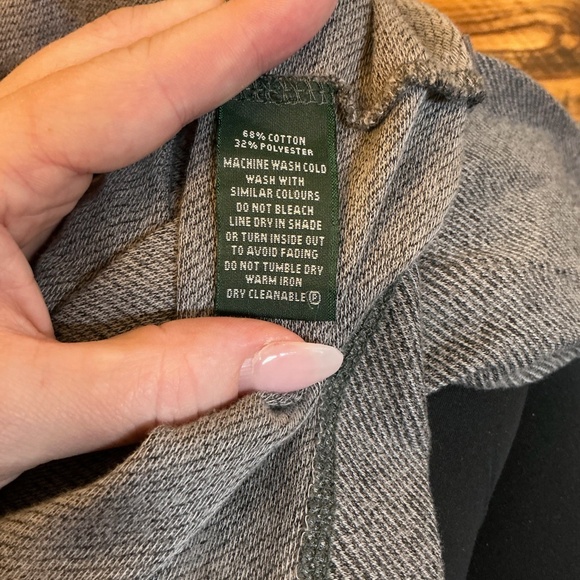 68% COTTON
32% POLYESTER
MACHINE WASH COLD
WASH WITH
SIMILAR COLOURS
DO NOT BLEACH
LINE DRY IN SHADE
OR TURN INSIDE OUT
TO AVOID FADING
DO NOT TUMBLE DRY
WARM IRON
DRY CLEANABLE Ⓟ